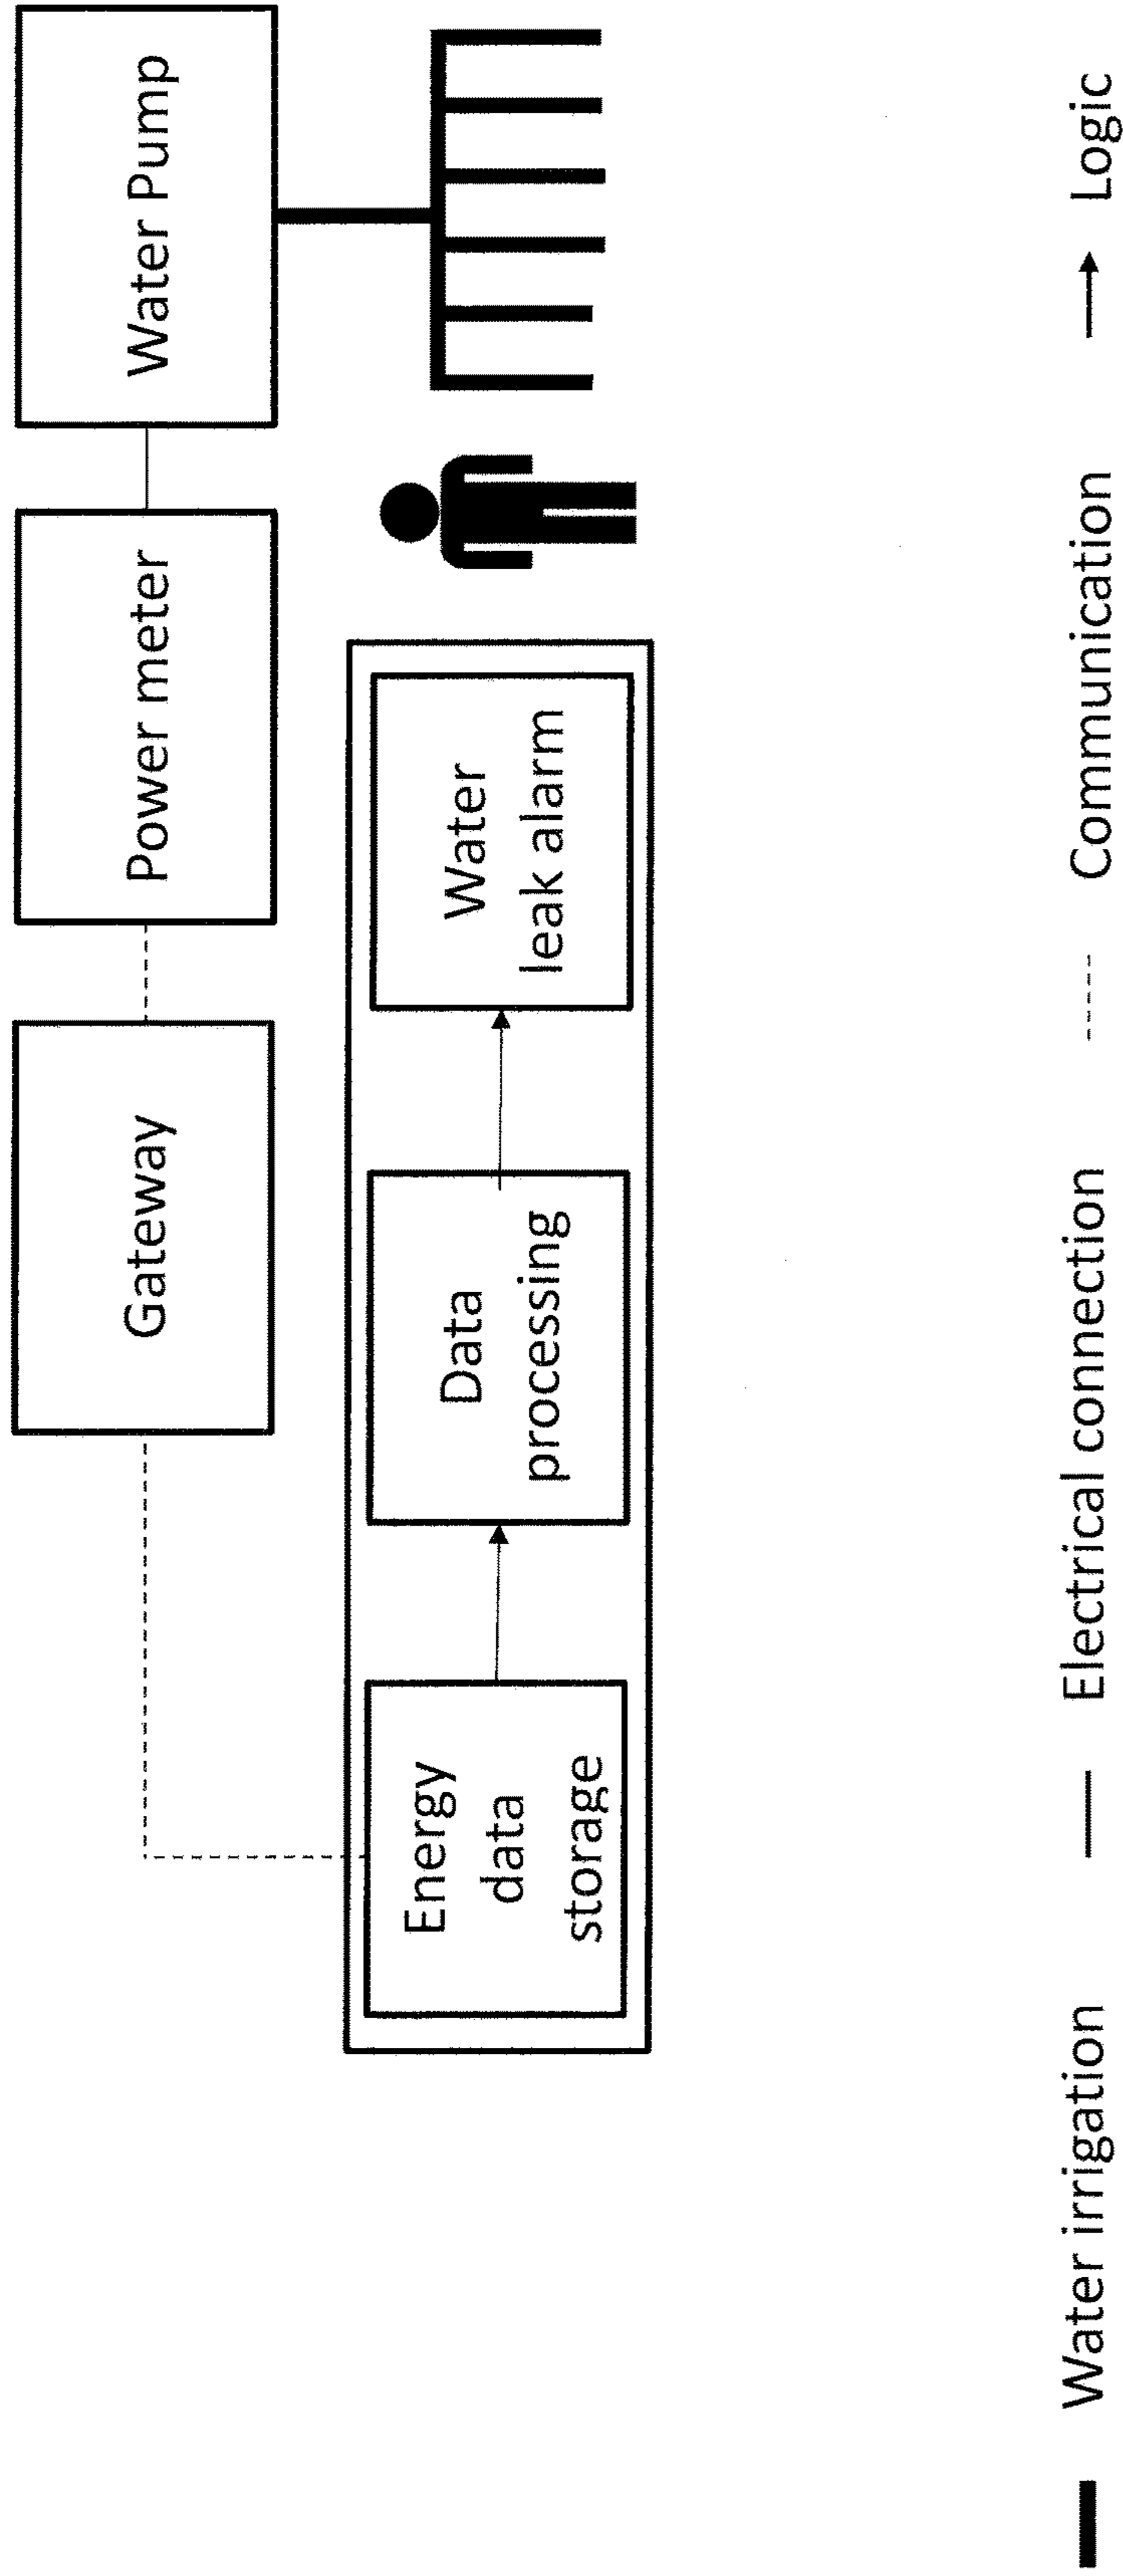 Gateway
Power meter
Water Pump
Energy
data
storage
Data
processing
Water
leak alarm
Water irrigation
Electrical connection
Communication
Logic